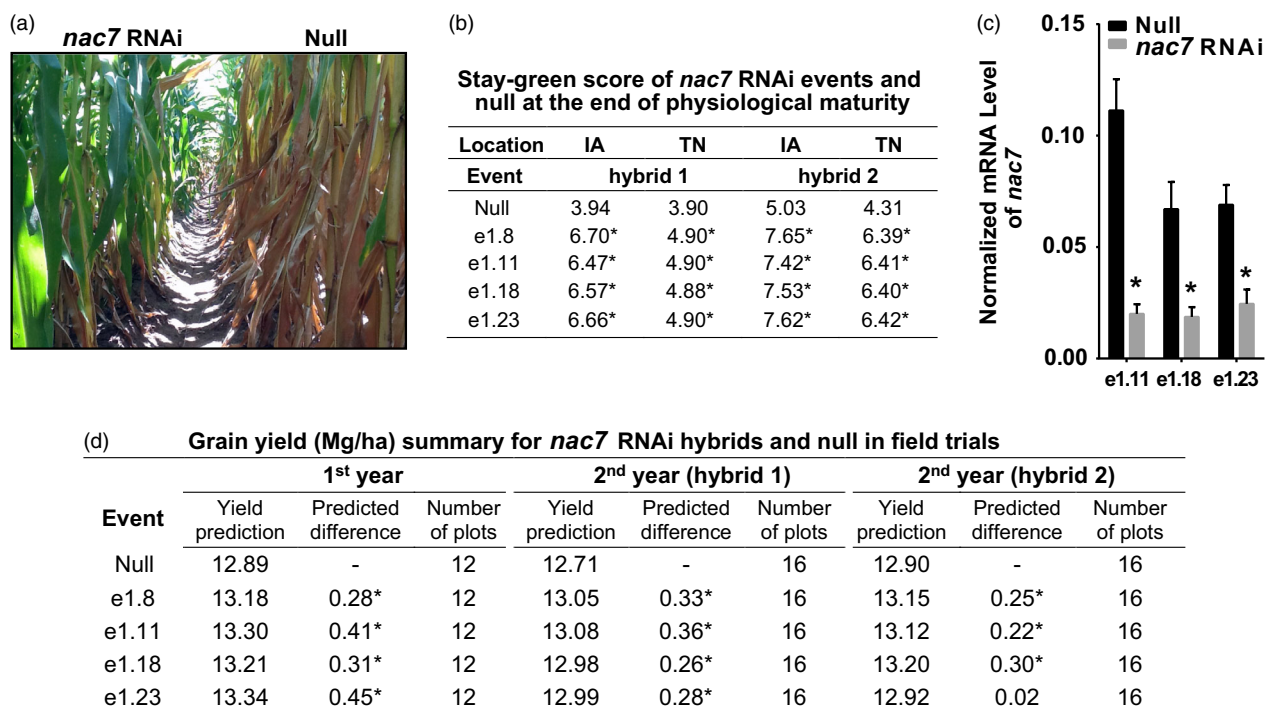 (a)
nac7 RNAi Null
(b)
Stay-green score of nac7 RNAi events and
null at the end of physiological maturity
Location IA TN IA TN
Event hybrid 1 hybrid 2
Null 3.94 3.90 5.03 4.31
e1.8 6.70* 4.90* 7.65* 6.39*
e1.11 6.47* 4.90* 7.42* 6.41*
e1.18 6.57* 4.88* 7.53* 6.40*
e1.23 6.66* 4.90* 7.62* 6.42*
(c)
Normalized mRNA Level
of nac7
0.15
0.10
0.05
0.00
Null
nac7 RNAi
* * *
e1.11 e1.18 e1.23
(d) Grain yield (Mg/ha) summary for nac7 RNAi hybrids and null in field trials
1st year 2nd year (hybrid 1) 2nd year (hybrid 2)
Event
Yield Predicted Number Yield Predicted Number Yield Predicted Number
prediction difference of plots prediction difference of plots prediction difference of plots
Null 12.89 - 12 12.71 - 16 12.90 - 16
e1.8 13.18 0.28* 12 13.05 0.33* 16 13.15 0.25* 16
e1.11 13.30 0.41* 12 13.08 0.36* 16 13.12 0.22* 16
e1.18 13.21 0.31* 12 12.98 0.26* 16 13.20 0.30* 16
e1.23 13.34 0.45* 12 12.99 0.28* 16 12.92 0.02 16